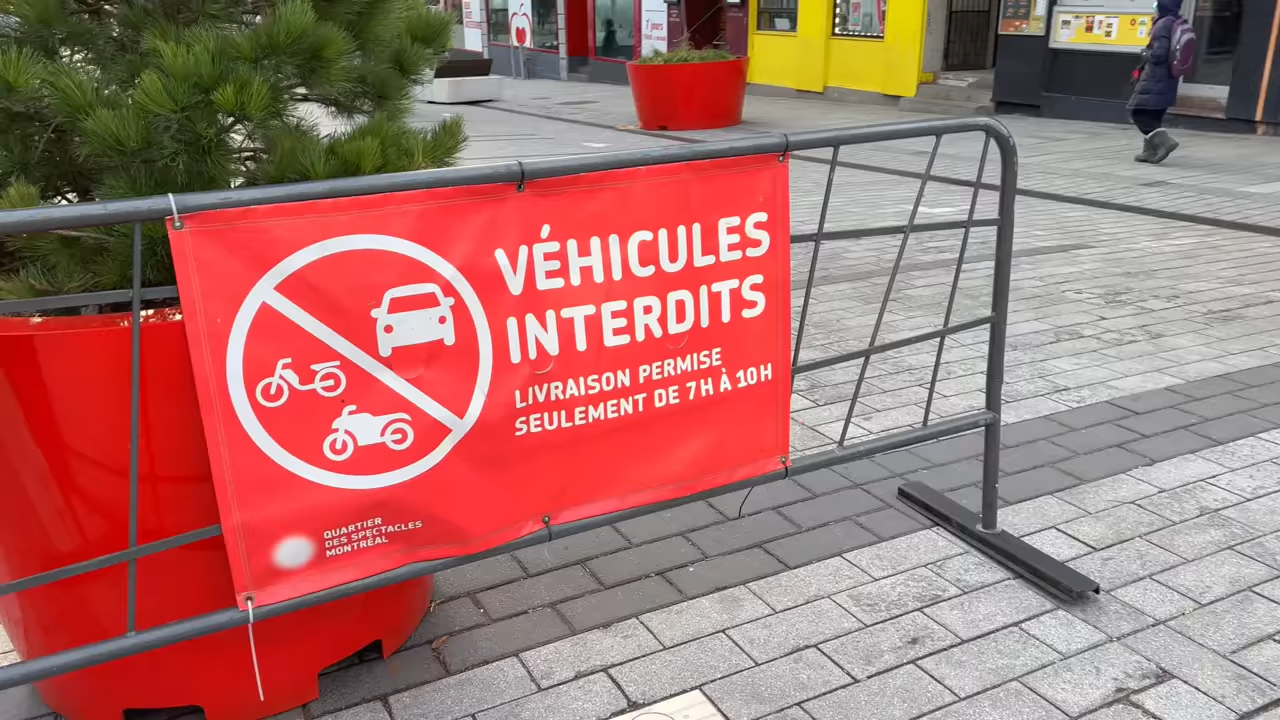 VÉHICULES
INTERDITS
LIVRAISON PERMISE
SEULEMENT DE 7H À 10H
QUARTIER
DES SPECTACLES
MONTRÉAL